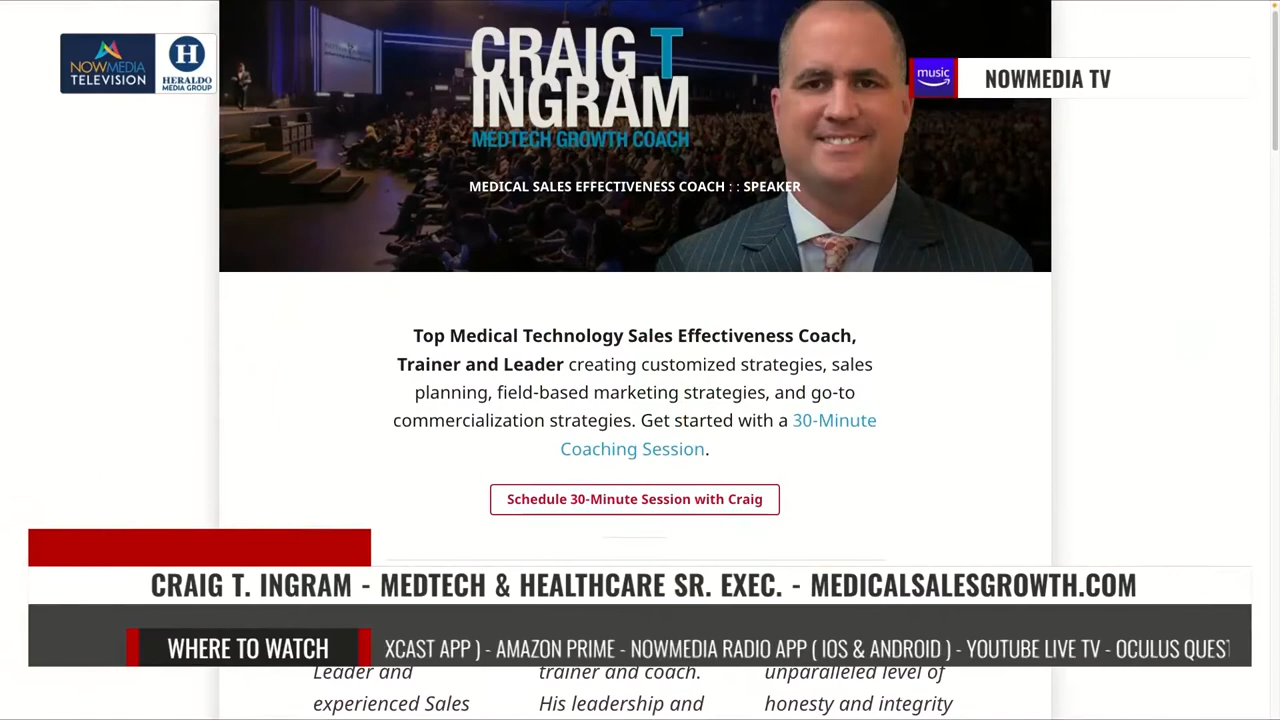 NOWMEDIA
TELEVISION
H
HERALDO
MEDIA GROUP
CRAIG T
INGRAM
MEDTECH GROWTH COACH
music
NOWMEDIA TV
MEDICAL SALES EFFECTIVENESS COACH : : SPEAKER
Top Medical Technology Sales Effectiveness Coach,
Trainer and Leader creating customized strategies, sales
planning, field-based marketing strategies, and go-to
commercialization strategies. Get started with a 30-Minute
Coaching Session.
Schedule 30-Minute Session with Craig
CRAIG T. INGRAM - MEDTECH & HEALTHCARE SR. EXEC. - MEDICALSALESGROWTH.COM
WHERE TO WATCH
XCAST APP ) - AMAZON PRIME - NOWMEDIA RADIO APP ( IOS & ANDROID ) - YOUTUBE LIVE TV - OCULUS QUEST
Leader and
experienced Sales
trainer and coach.
His leadership and
unparalleled level of
honesty and integrity